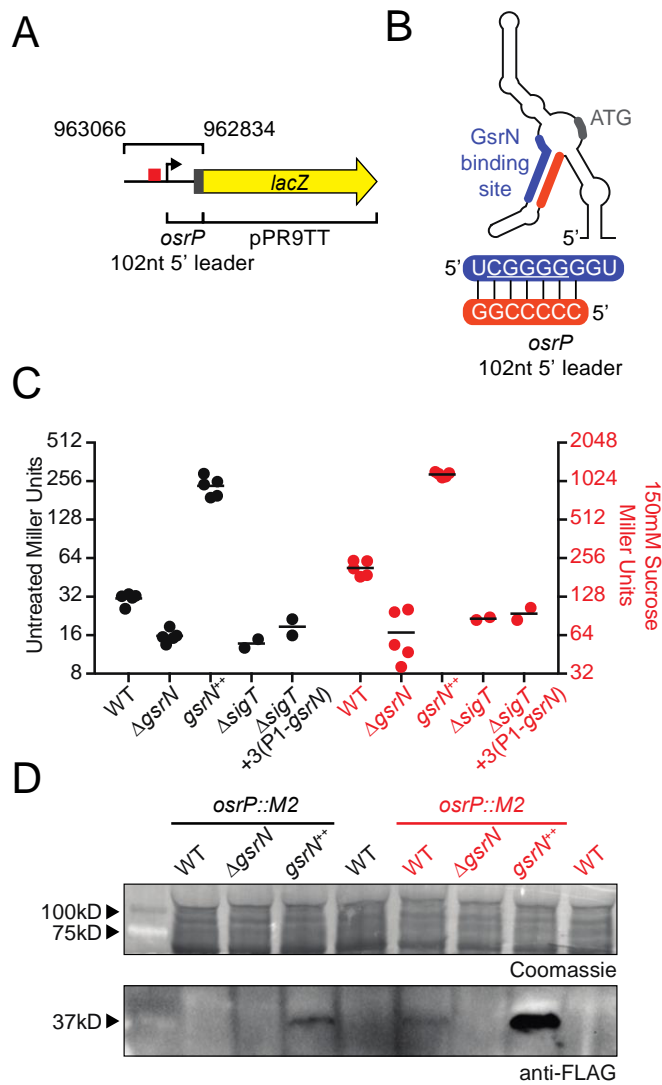 A
963066
962834
lacZ
osrP
pPR9TT
102nt 5' leader
B
ATG
GsrN
binding
site
5'
5' UCGGGGGGU
GGCCCCC 5'
osrP
102nt 5' leader
C
Untreated Miller Units
512
256
128
64
32
16
8
2048
1024
512
256
128
64
32
150mM Sucrose
Miller Units
WT
ΔgsrN
gsrN++
ΔsigT
ΔsigT
+3(P1-gsrN)
WT
ΔgsrN
gsrN++
ΔsigT
ΔsigT
+3(P1-gsrN)
D
osrP::M2
osrP::M2
WT
ΔgsrN
gsrN++
WT
WT
ΔgsrN
gsrN++
WT
100kD
75kD
Coomassie
37kD
anti-FLAG